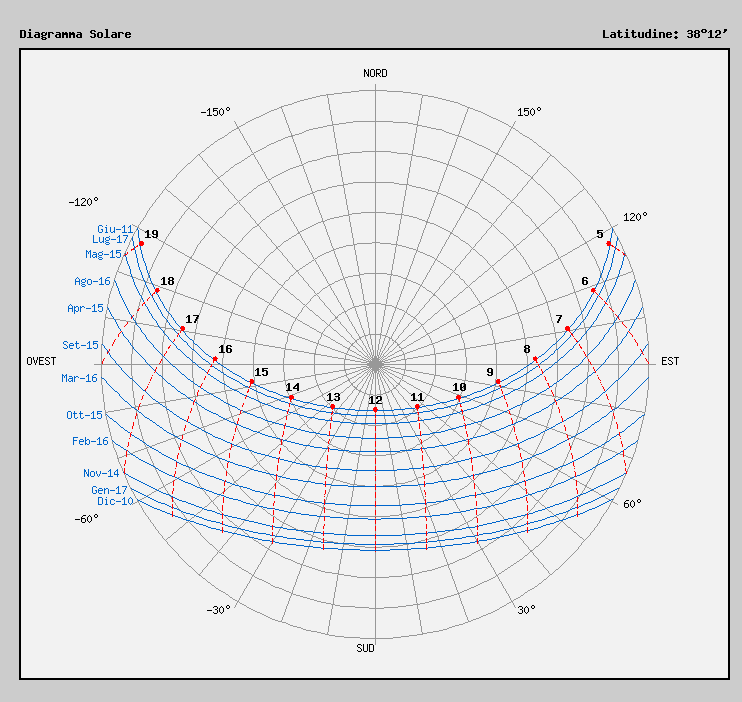 Diagramma Solare Latitudine: 38°12’
NORD
-150° 150°
-120° 120°
Giu-11 19 5
Lug-17
Mag-15
Ago-16 18 6
Apr-15 17 7
Set-15 16 8
OVEST EST
Mar-16 15 9
14 10
13 12 11
Ott-15
Feb-16
Nov-14
Gen-17
Dic-10 60°
-60°
-30° 30°
SUD